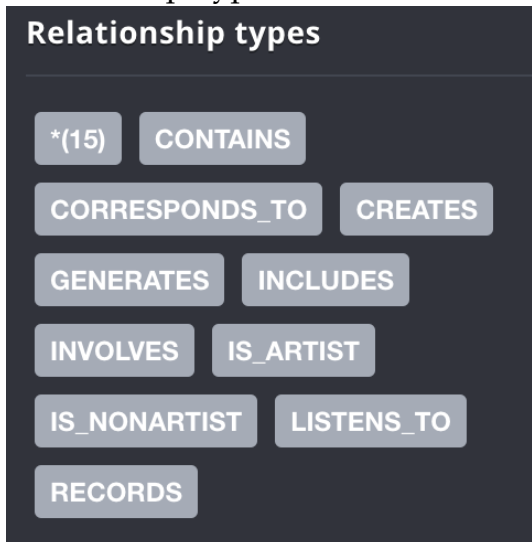 Relationship types
*(15) CONTAINS
CORRESPONDS_TO CREATES
GENERATES INCLUDES
INVOLVES IS_ARTIST
IS_NONARTIST LISTENS_TO
RECORDS